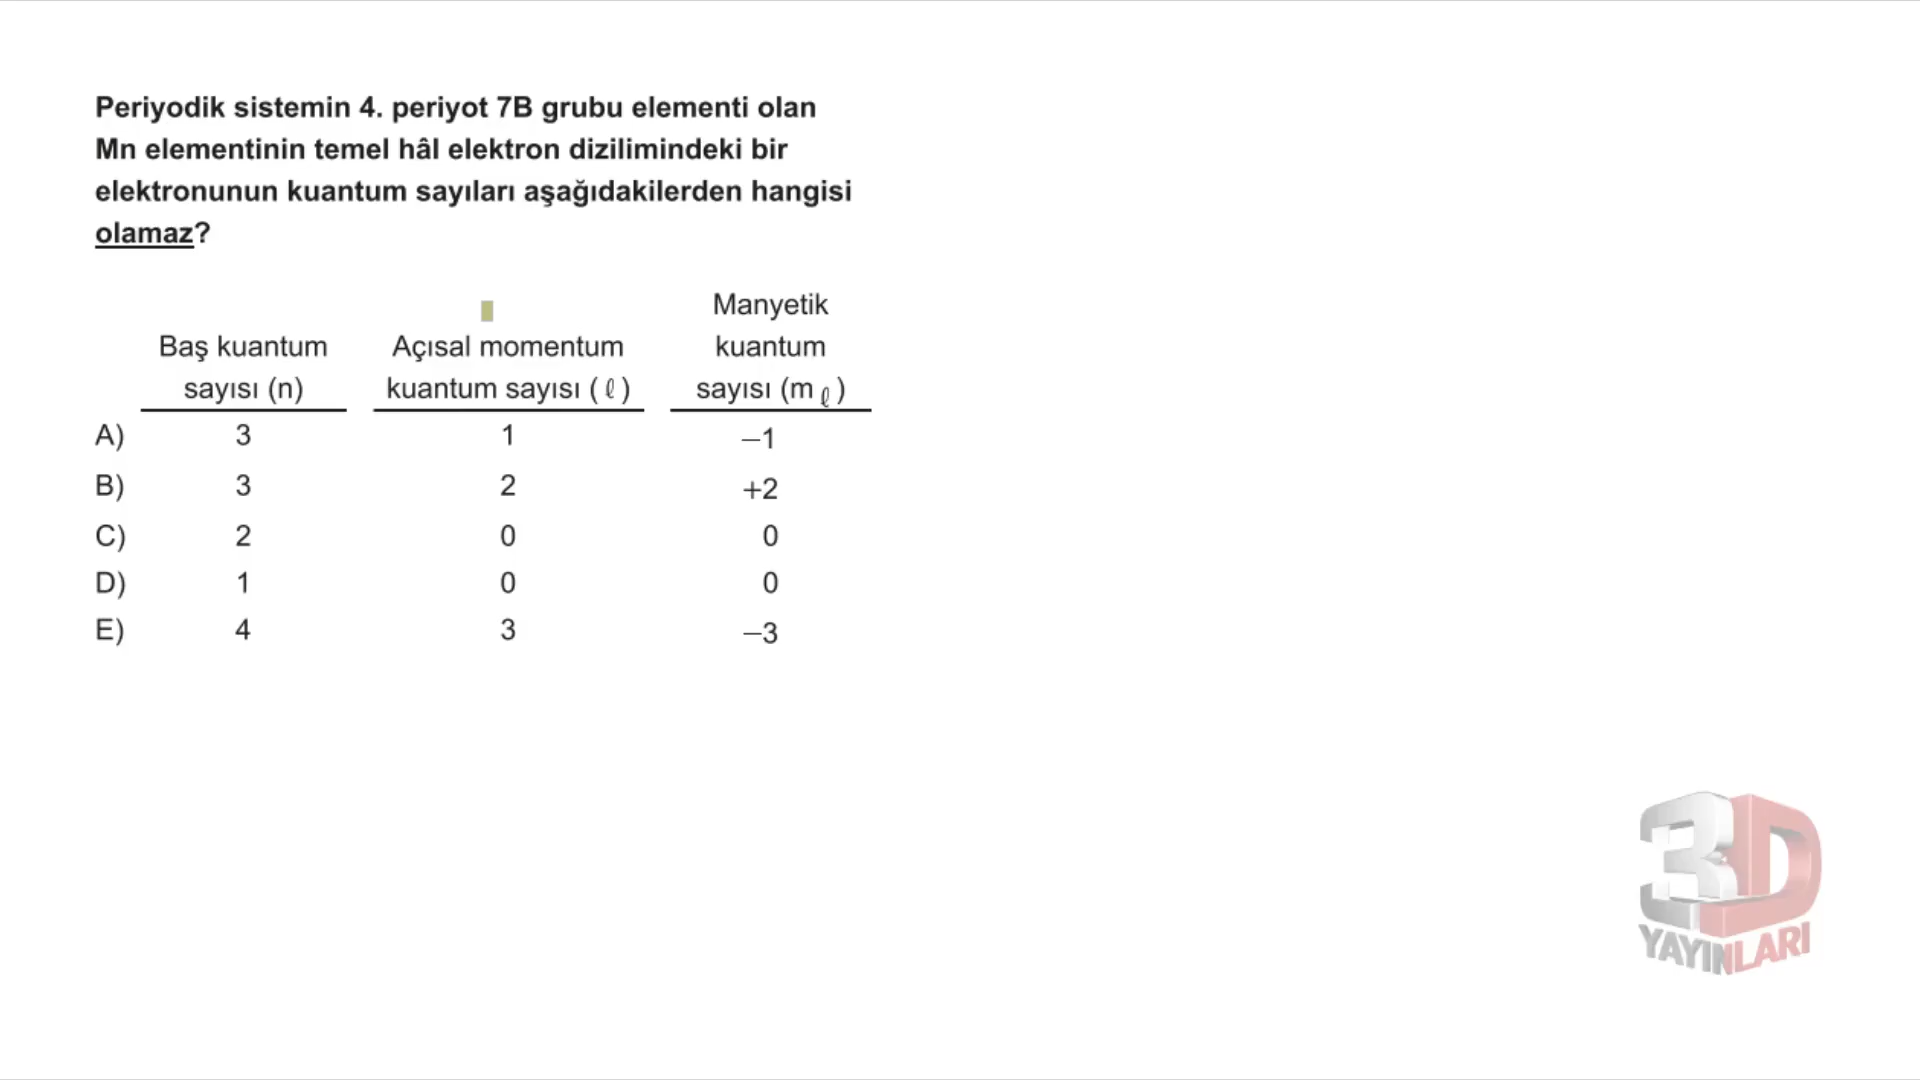 Periyodik sistemin 4. periyot 7B grubu elementi olan
Mn elementinin temel hâl elektron dizilimindeki bir
elektronunun kuantum sayıları aşağıdakilerden hangisi
olamaz?
Baş kuantum sayısı (n)
Açısal momentum kuantum sayısı (ℓ)
Manyetik kuantum sayısı (mℓ)
A) 3 1 –1
B) 3 2 +2
C) 2 0 0
D) 1 0 0
E) 4 3 –3
3D
YAYINLARI